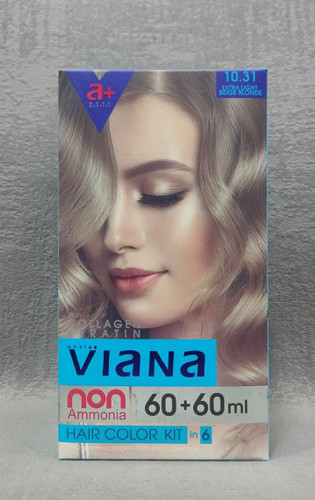 a+
10.31
EXTRA LIGHT
BEIGE BLONDE
COLLAGEN
KERATIN
VIANA
non
Ammonia
60+60ml
HAIR COLOR KIT in 6